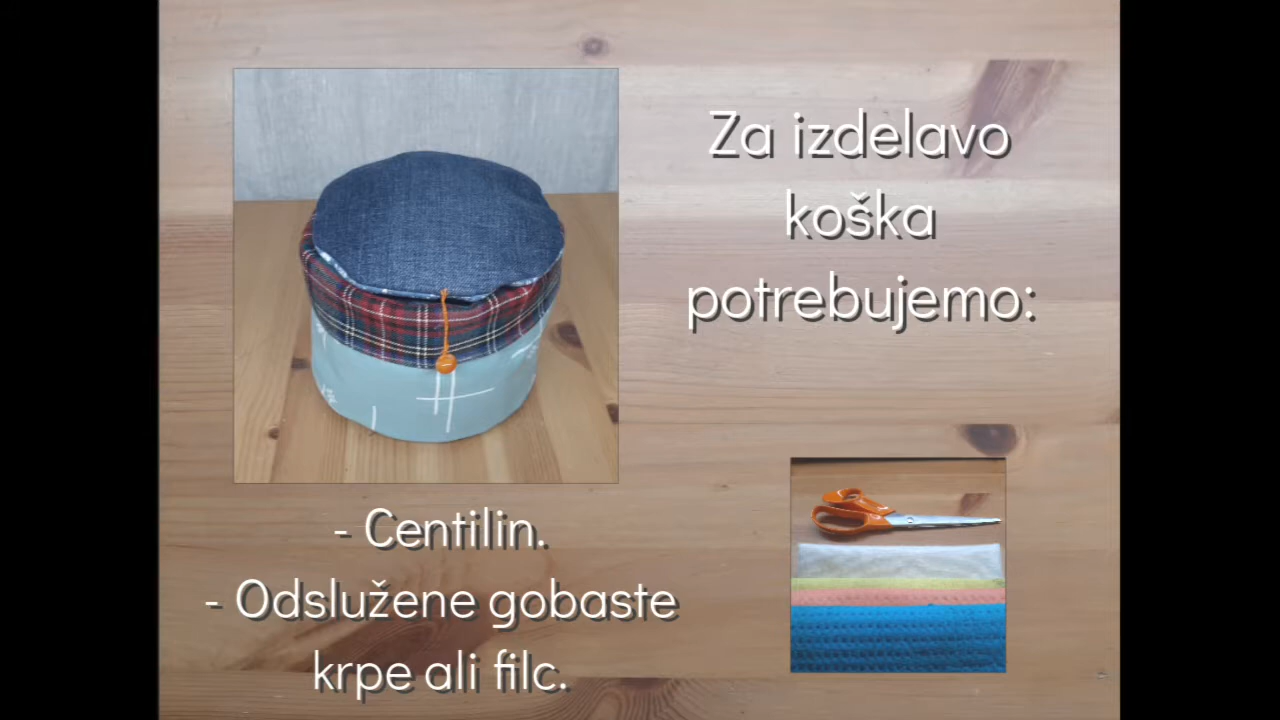 Za izdelavo
koška
potrebujemo:
- Centilin.
- Odslužene gobaste
krpe ali filc.